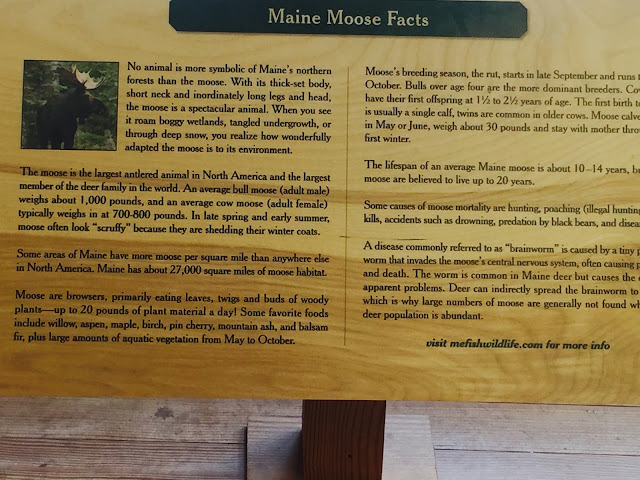 Maine Moose Facts
No animal is more symbolic of Maine's northern
forests than the moose. With its thick-set body,
short neck and inordinately long legs and head,
the moose is a spectacular animal. When you see
it roam boggy wetlands, tangled undergrowth, or
through deep snow, you realize how wonderfully
adapted the moose is to its environment.
The moose is the largest antlered animal in North America and the largest
member of the deer family in the world. An average bull moose (adult male)
weighs about 1,000 pounds, and an average cow moose (adult female)
typically weighs in at 700-800 pounds. In late spring and early summer,
moose often look "scruffy" because they are shedding their winter coats.
Some areas of Maine have more moose per square mile than anywhere else
in North America. Maine has about 27,000 square miles of moose habitat.
Moose are browsers, primarily eating leaves, twigs and buds of woody
plants—up to 20 pounds of plant material a day! Some favorite foods
include willow, aspen, maple, birch, pin cherry, mountain ash, and balsam
fir, plus large amounts of aquatic vegetation from May to October.
Moose's breeding season, the rut, starts in late September and runs
October. Bulls over age four are the more dominant breeders.
have their first offspring at 1½ to 2½ years of age. The first birth
is usually a single calf, twins are common in older cows. Moose
in May or June, weigh about 30 pounds and stay with mother
first winter.
The lifespan of an average Maine moose is about 10–14 years,
moose are believed to live up to 20 years.
Some causes of moose mortality are hunting, poaching (illegal
kills, accidents such as drowning, predation by black bears, and
A disease commonly referred to as "brainworm" is caused by a tiny
worm that invades the moose's central nervous system, often causing
and death. The worm is common in Maine deer but causes the
apparent problems. Deer can indirectly spread the brainworm to
which is why large numbers of moose are generally not found
deer population is abundant.
visit mefishwildlife.com for more info